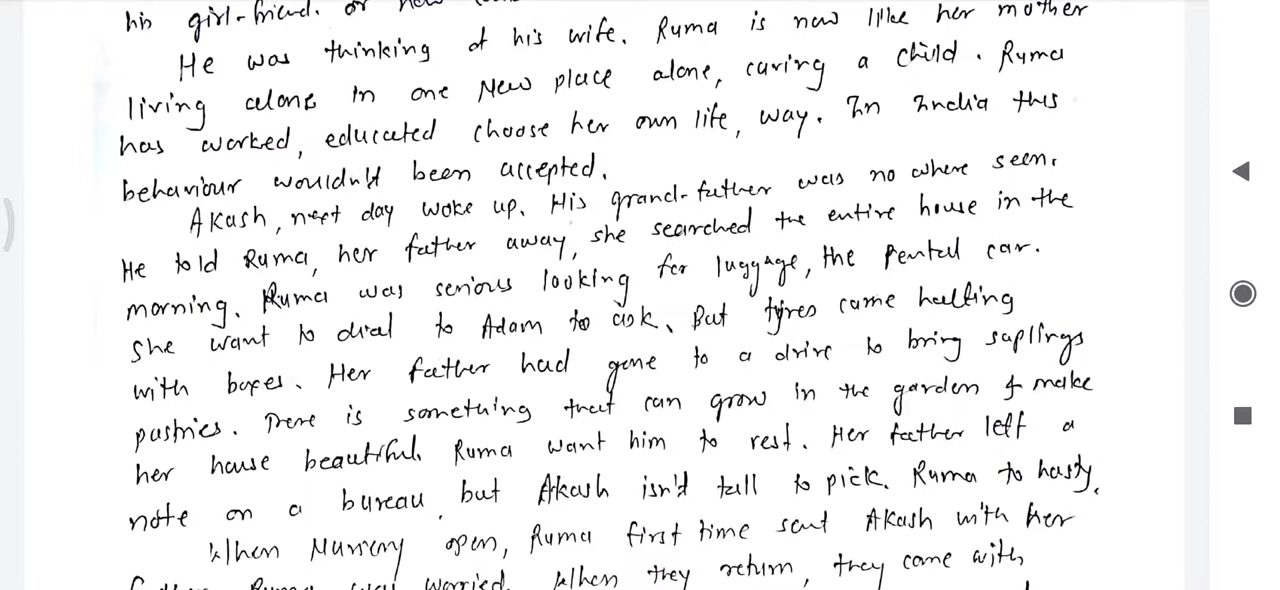 his girl-friend. or how
He was thinking of his wife. Ruma is now like her mother
living alone in one New place alone, caring a child. Ruma
has worked, educated choose her own life, way. In India this
behaviour wouldn't been accepted.
Akash, next day woke up. His grand-father was no where seen.
He told Ruma, her father away, she searched the entire house in the
morning. Ruma was serious looking for luggage, the Rental car.
She want to dial to Adam to ask. But tyres came halting
with boxes. Her father had gone to a drive to bring saplings
pastries. There is something that can grow in the garden & make
her house beautiful. Ruma want him to rest. Her father left a
note on a bureau but Akash isn't tall to pick. Ruma to hasty.
When Nursery open, Ruma first time sent Akash with her
Ruma was worried. When they return, they come with